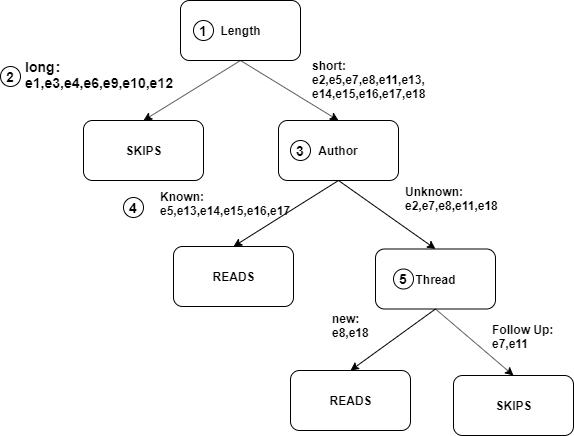 1 Length
2 long:
e1,e3,e4,e6,e9,e10,e12
short:
e2,e5,e7,e8,e11,e13,
e14,e15,e16,e17,e18
SKIPS
3 Author
4 Known:
e5,e13,e14,e15,e16,e17
Unknown:
e2,e7,e8,e11,e18
READS
5 Thread
new:
e8,e18
Follow Up:
e7,e11
READS
SKIPS